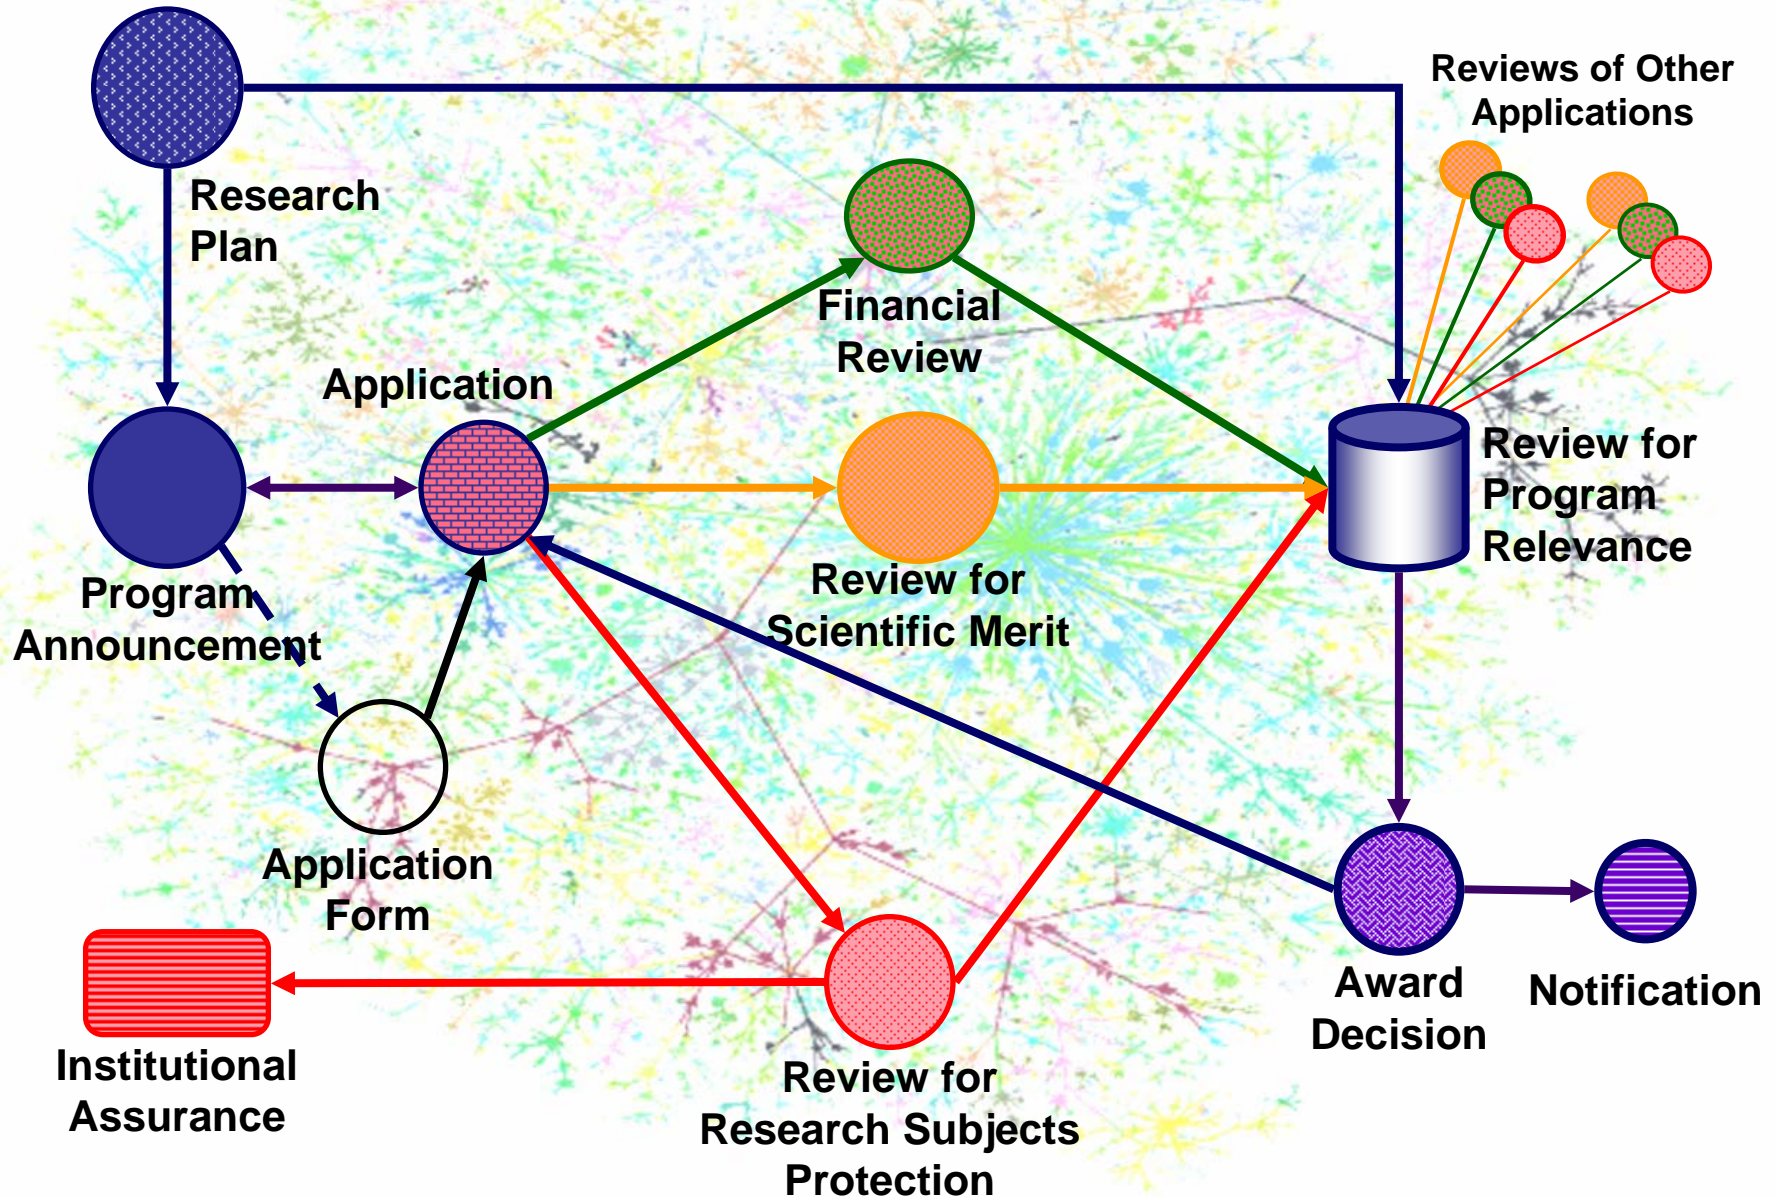 Reviews of Other
Applications
Research
Plan
Financial
Review
Application
Review for
Program
Relevance
Program
Announcement
Review for
Scientific Merit
Application
Form
Award
Decision
Notification
Institutional
Assurance
Review for
Research Subjects
Protection